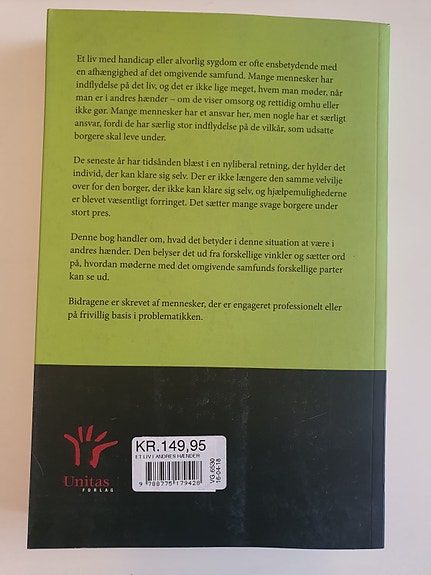 Et liv med handicap eller alvorlig sygdom er ofte ensbetydende med
en afhængighed af det omgivende samfund. Mange mennesker har
indflydelse på det liv, og det er ikke lige meget, hvem man møder, når
man er i andres hænder – om de viser omsorg og rettidig omhu eller
ikke gør. Mange mennesker har et ansvar her, men nogle har et særligt
ansvar, fordi de har særlig stor indflydelse på de vilkår, som udsatte
borgere skal leve under.
De seneste år har tidsånden blæst i en nyliberal retning, der hylder det
individ, der kan klare sig selv. Der er ikke længere den samme velvilje
over for den borger, der ikke kan klare sig selv, og hjælpemulighederne
er blevet væsentligt forringet. Det sætter mange svage borgere under
stort pres.
Denne bog handler om, hvad det betyder i denne situation at være i
andres hænder. Den belyser det ud fra forskellige vinkler og sætter ord
på, hvordan møderne med det omgivende samfunds forskellige parter
kan se ud.
Bidragene er skrevet af mennesker, der er engageret professionelt eller
på frivillig basis i problematikken.
Unitas
FORLAG
KR.149,95
ET LIV I ANDRES HÆNDER
9 788775 179428
VG 6530
16-04-18